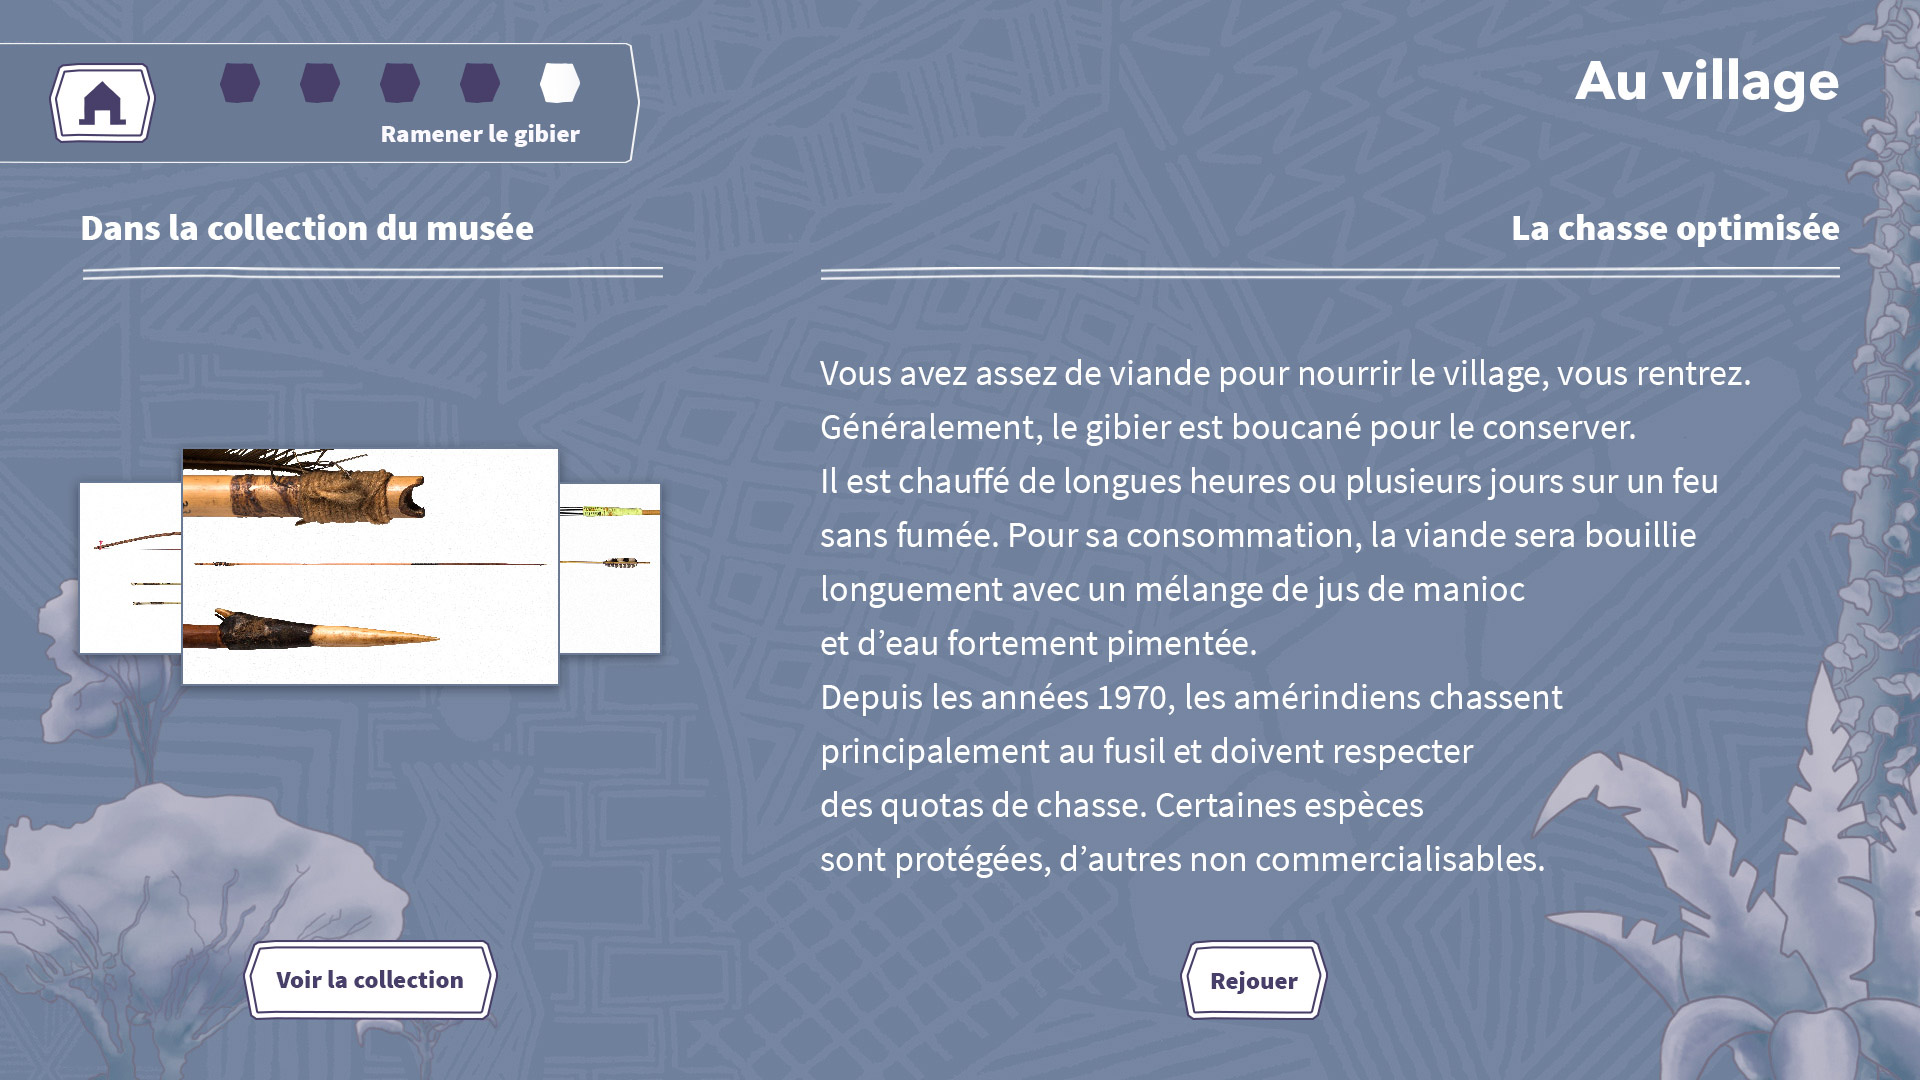 Ramener le gibier
Au village
Dans la collection du musée
La chasse optimisée
Vous avez assez de viande pour nourrir le village, vous rentrez.
Généralement, le gibier est boucané pour le conserver.
Il est chauffé de longues heures ou plusieurs jours sur un feu
sans fumée. Pour sa consommation, la viande sera bouillie
longuement avec un mélange de jus de manioc
et d’eau fortement pimentée.
Depuis les années 1970, les amérindiens chassent
principalement au fusil et doivent respecter
des quotas de chasse. Certaines espèces
sont protégées, d’autres non commercialisables.
Voir la collection
Rejouer